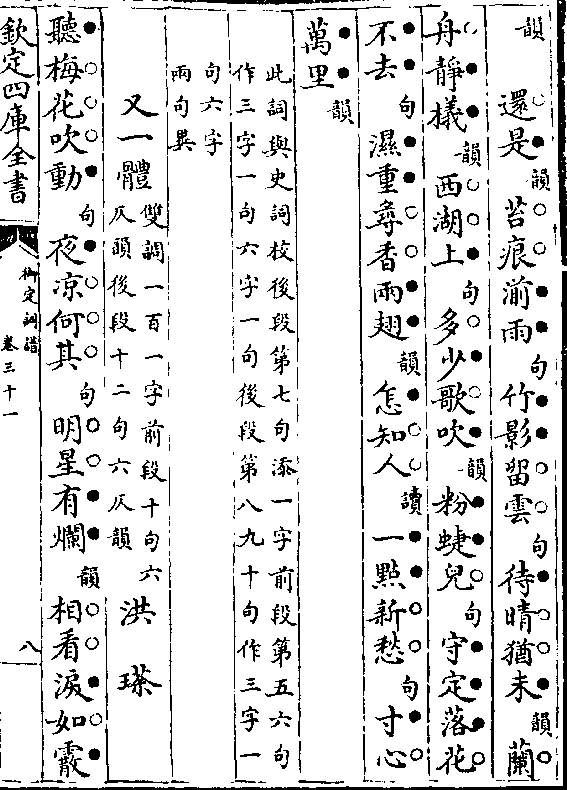 韻　還是韻苔痕湔雨句竹影留雲句待晴猶未韻蘭
舟靜檥韻西湖上句多少歌吹韻粉蜨兒句守定落花
不去句濕重尋香兩翅韻怎知人讀一點新愁句寸心
萬里韻
此詞與史詞校後段第七句添一字前段第五六句
作三字一句六字一句後段第八九十句作三字一
句六字
兩句異
又一體雙調一百一字前段十句六
仄韻後段十二句六仄韻
洪瑹
聽梅花吹動句夜凉何其句明星有爛韻相看淚如霰
欽定四庫全書
御定詞譜
卷三十一
八